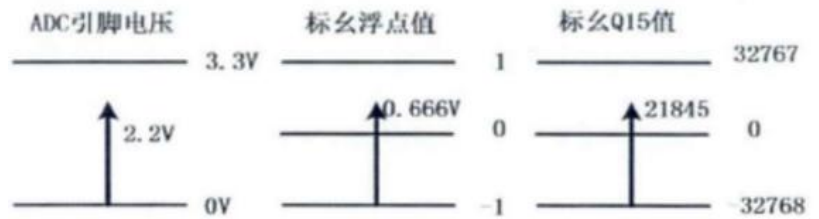 ADC引脚电压 标幺浮点值 标幺Q15值
3.3V 1 32767
2.2V 0.666V 21845
0 0
0V -1 -32768